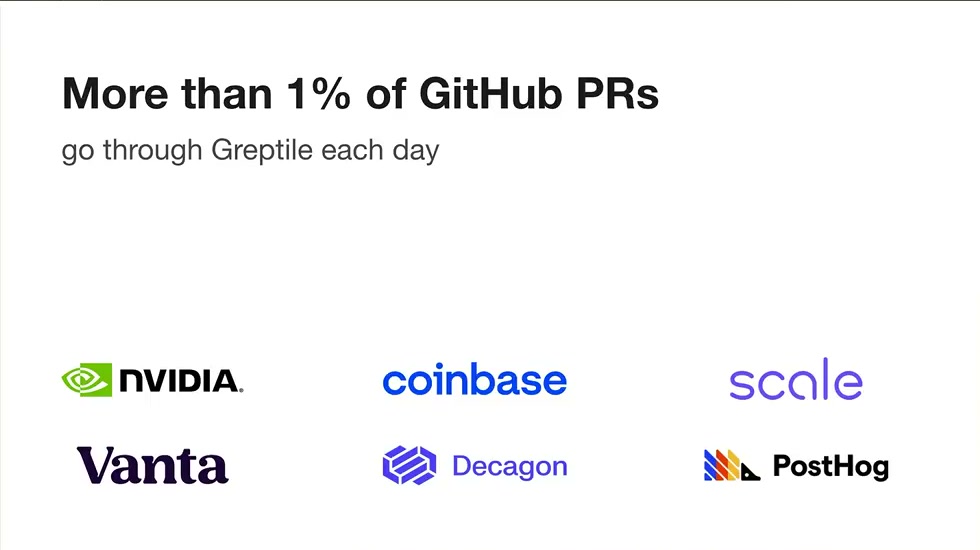 More than 1% of GitHub PRs
go through Greptile each day
NVIDIA.
coinbase
scale
Vanta
Decagon
PostHog